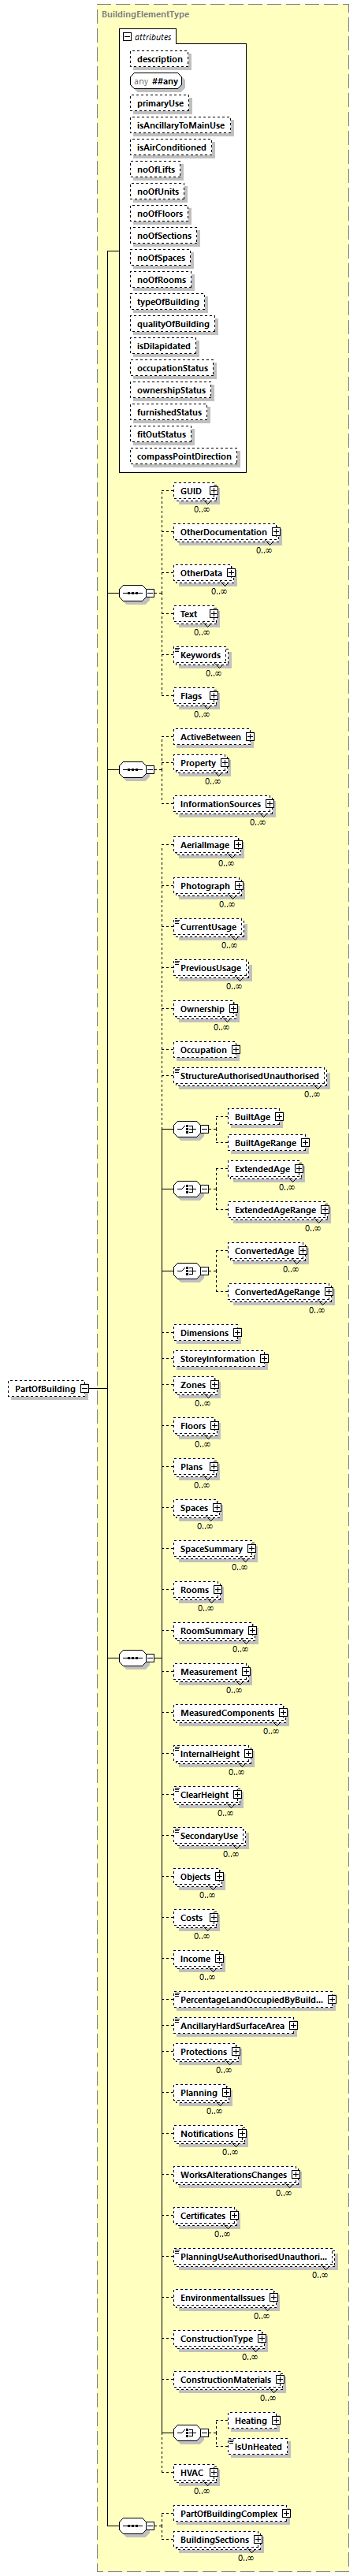 BuildingElementType
attributes
description
any ##any
primaryUse
isAncillaryToMainUse
isAirConditioned
noOfLifts
noOfUnits
noOfFloors
noOfSections
noOfSpaces
noOfRooms
typeOfBuilding
qualityOfBuilding
isDilapidated
occupationStatus
ownershipStatus
furnishedStatus
fitOutStatus
compassPointDirection
GUID
0..∞
OtherDocumentation
0..∞
OtherData
0..∞
Text
0..∞
Keywords
0..∞
Flags
0..∞
ActiveBetween
Property
0..∞
InformationSources
0..∞
AerialImage
0..∞
Photograph
0..∞
CurrentUsage
0..∞
PreviousUsage
0..∞
Ownership
0..∞
Occupation
StructureAuthorisedUnauthorised
0..∞
BuiltAge
BuiltAgeRange
ExtendedAge
0..∞
ExtendedAgeRange
0..∞
ConvertedAge
0..∞
ConvertedAgeRange
0..∞
Dimensions
StoreyInformation
PartOfBuilding
Zones
0..∞
Floors
0..∞
Plans
0..∞
Spaces
0..∞
SpaceSummary
0..∞
Rooms
0..∞
RoomSummary
0..∞
Measurement
0..∞
MeasuredComponents
0..∞
InternalHeight
0..∞
ClearHeight
0..∞
SecondaryUse
0..∞
Objects
0..∞
Costs
0..∞
Income
0..∞
PercentageLandOccupiedByBuild...
AncillaryHardSurfaceArea
Protections
0..∞
Planning
0..∞
Notifications
0..∞
WorksAlterationsChanges
0..∞
Certificates
0..∞
PlanningUseAuthorisedUnauthori...
0..∞
EnvironmentalIssues
0..∞
ConstructionType
0..∞
ConstructionMaterials
0..∞
Heating
IsUnHeated
HVAC
0..∞
PartOfBuildingComplex
BuildingSections
0..∞